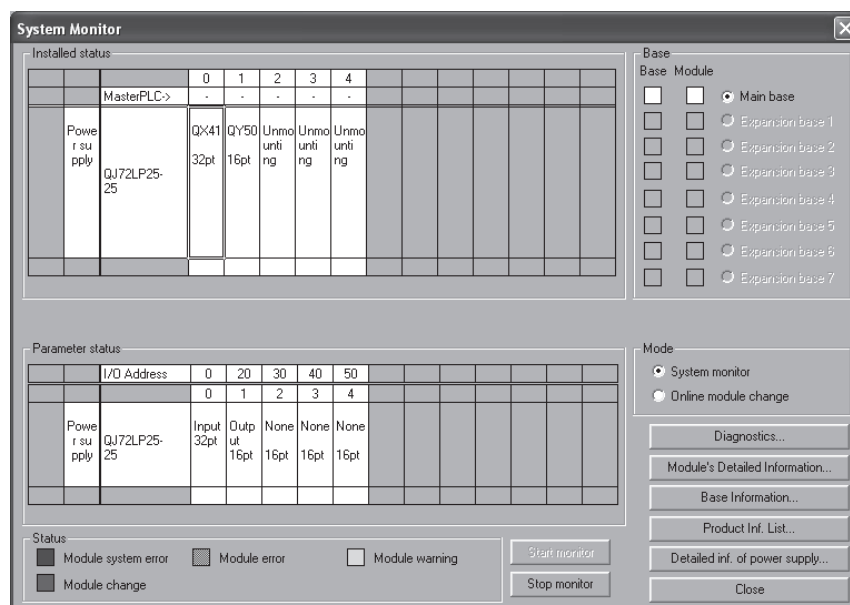 System Monitor
Installed status
0 1 2 3 4
MasterPLC-> - - - - -
Powe QX41 QY50 Unmo Unmo Unmo
r su unti unti unti
pply QJ72LP25- 32pt 16pt ng ng ng
25
Base
Base Module
Main base
Expansion base 1
Expansion base 2
Expansion base 3
Expansion base 4
Expansion base 5
Expansion base 6
Expansion base 7
Parameter status
I/O Address 0 20 30 40 50
0 1 2 3 4
Powe Input Outp None None None
r su QJ72LP25- 32pt ut
pply 25 16pt 16pt 16pt 16pt
Mode
System monitor
Online module change
Diagnostics...
Module's Detailed Information...
Base Information...
Product Inf. List...
Detailed inf. of power supply...
Close
Status
Module system error Module error Module warning
Module change
Start monitor
Stop monitor